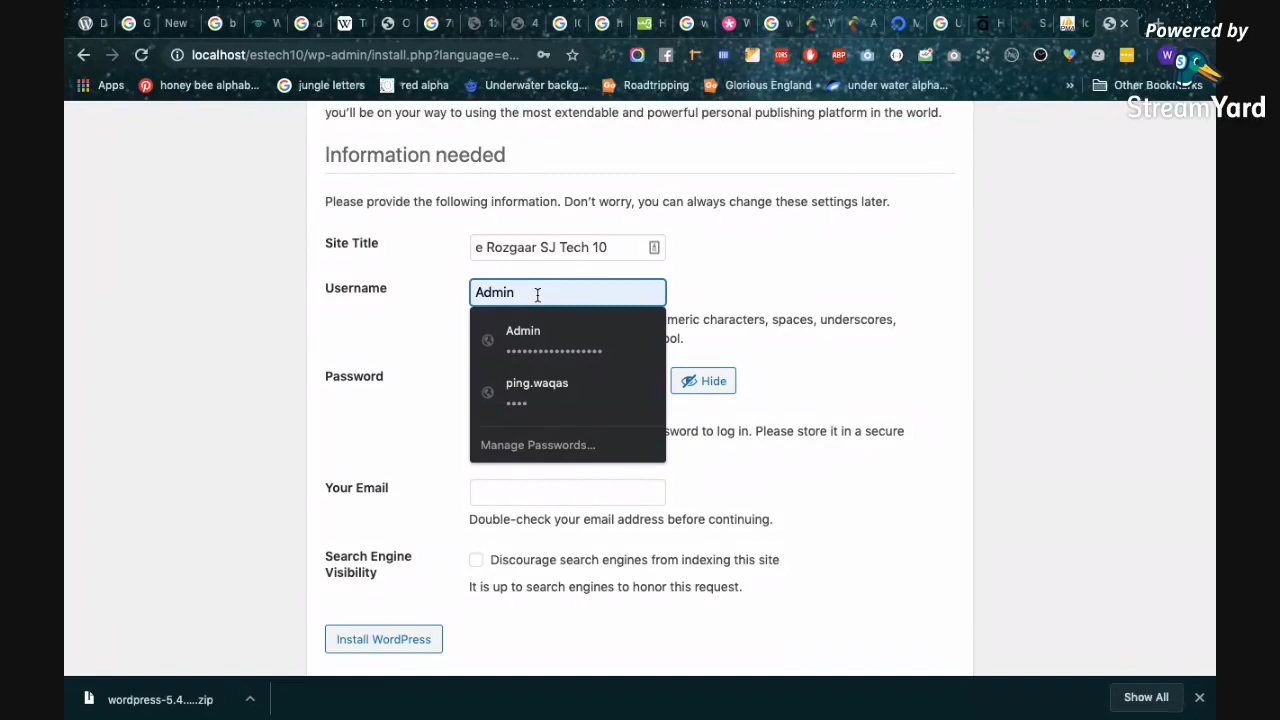 Powered by
StreamYard
New
localhost/estech10/wp-admin/install.php?language=e...
Apps
honey bee alphab...
jungle letters
red alpha
Underwater backg...
Roadtripping
Glorious England
under water alpha...
»
Other Bookmarks
you'll be on your way to using the most extendable and powerful personal publishing platform in the world.
Information needed
Please provide the following information. Don't worry, you can always change these settings later.
Site Title
e Rozgaar SJ Tech 10
Username
Admin
meric characters, spaces, underscores,
ool.
Admin
••••••••••••••••••
ping.waqas
••••
Manage Passwords...
Password
Hide
sword to log in. Please store it in a secure
Your Email
Double-check your email address before continuing.
Search Engine
Visibility
Discourage search engines from indexing this site
It is up to search engines to honor this request.
Install WordPress
wordpress-5.4.....zip
Show All